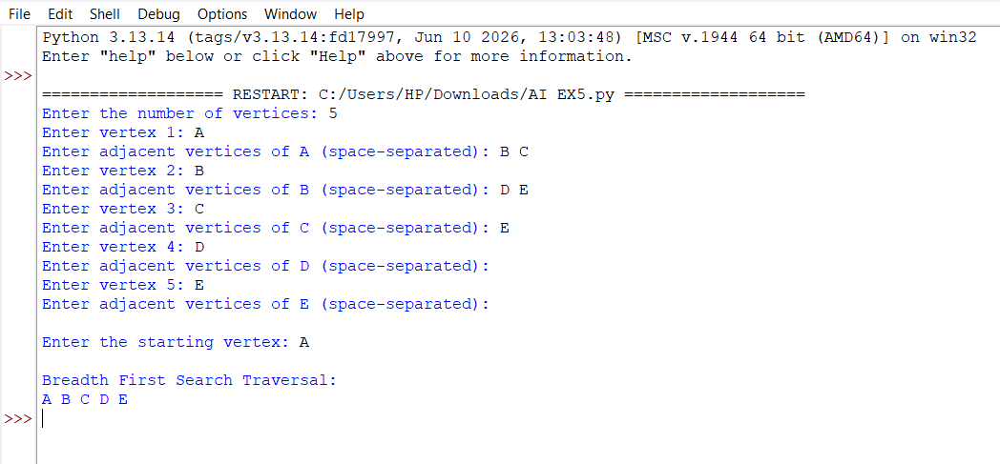 File Edit Shell Debug Options Window Help
Python 3.13.14 (tags/v3.13.14:fd17997, Jun 10 2026, 13:03:48) [MSC v.1944 64 bit (AMD64)] on win32
Enter "help" below or click "Help" above for more information.
>>>
=================== RESTART: C:/Users/HP/Downloads/AI EX5.py ===================
Enter the number of vertices: 5
Enter vertex 1: A
Enter adjacent vertices of A (space-separated): B C
Enter vertex 2: B
Enter adjacent vertices of B (space-separated): D E
Enter vertex 3: C
Enter adjacent vertices of C (space-separated): E
Enter vertex 4: D
Enter adjacent vertices of D (space-separated):
Enter vertex 5: E
Enter adjacent vertices of E (space-separated):
Enter the starting vertex: A
Breadth First Search Traversal:
A B C D E
>>>